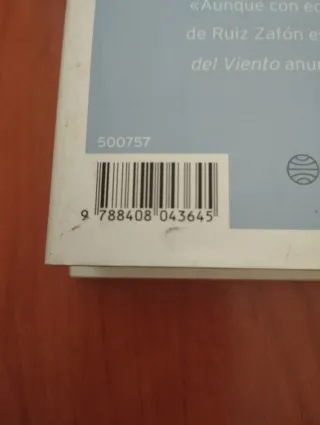 «Aunque con
de Ruiz Zafón
del Viento
500757
9 788408 043645